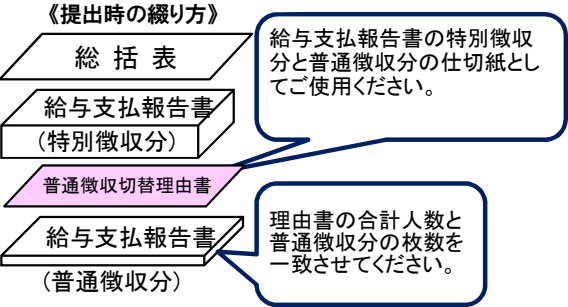 《提出時の綴り方》
総 括 表
給与支払報告書
(特別徴収分)
普通徴収切替理由書
給与支払報告書
(普通徴収分)
給与支払報告書の特別徴収
分と普通徴収分の仕切紙とし
てご使用ください。
理由書の合計人数と
普通徴収分の枚数を
一致させてください。